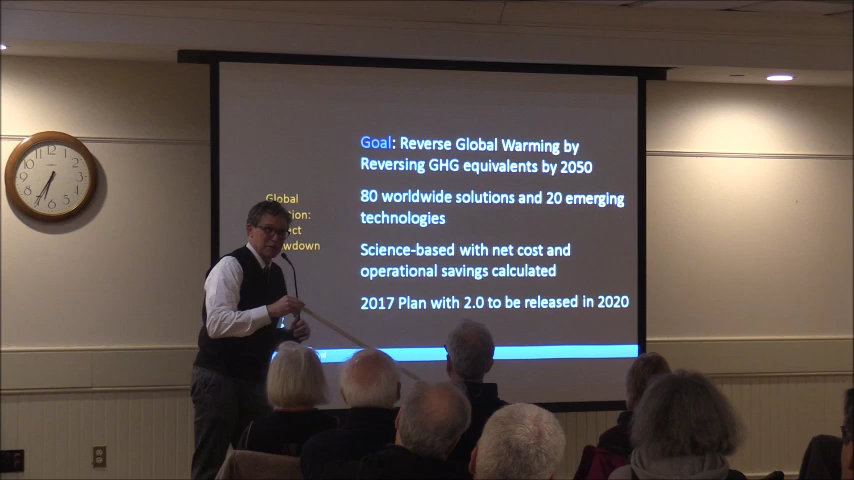 Goal: Reverse Global Warming by
Reversing GHG equivalents by 2050
80 worldwide solutions and 20 emerging
technologies
Science-based with net cost and
operational savings calculated
2017 Plan with 2.0 to be released in 2020
Global
12